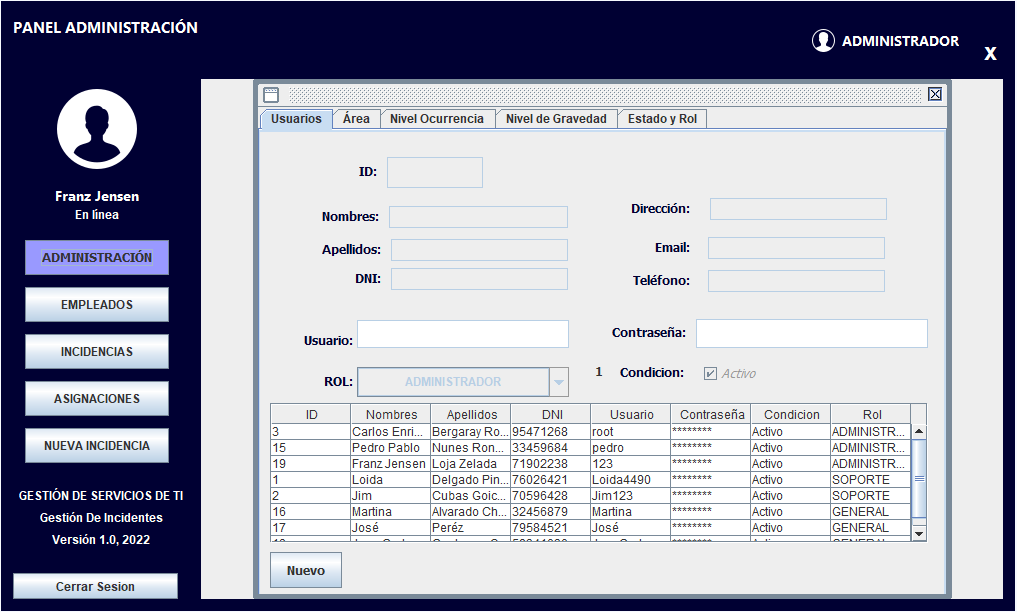 PANEL ADMINISTRACIÓN
ADMINISTRADOR
X
Franz Jensen
En línea
ADMINISTRACIÓN
EMPLEADOS
INCIDENCIAS
ASIGNACIONES
NUEVA INCIDENCIA
GESTIÓN DE SERVICIOS DE TI
Gestión De Incidentes
Versión 1.0, 2022
Cerrar Sesion
Usuarios Área Nivel Ocurrencia Nivel de Gravedad Estado y Rol
ID:
Nombres: Dirección:
Apellidos: Email:
DNI: Teléfono:
Usuario: Contraseña:
ROL: ADMINISTRADOR 1 Condicion: Activo
ID Nombres Apellidos DNI Usuario Contraseña Condicion Rol
3 Carlos Enri... Bergaray Ro... 95471268 root ******** Activo ADMINISTR...
15 Pedro Pablo Nunes Ron... 33459684 pedro ******** Activo ADMINISTR...
19 Franz Jensen Loja Zelada 71902238 123 ******** Activo ADMINISTR...
1 Loida Delgado Pin... 76026421 Loida4490 ******** Activo SOPORTE
2 Jim Cubas Goic... 70596428 Jim123 ******** Activo SOPORTE
16 Martina Alvarado Ch... 32456879 Martina ******** Activo GENERAL
17 José Peréz 79584521 José ******** Activo GENERAL
Nuevo